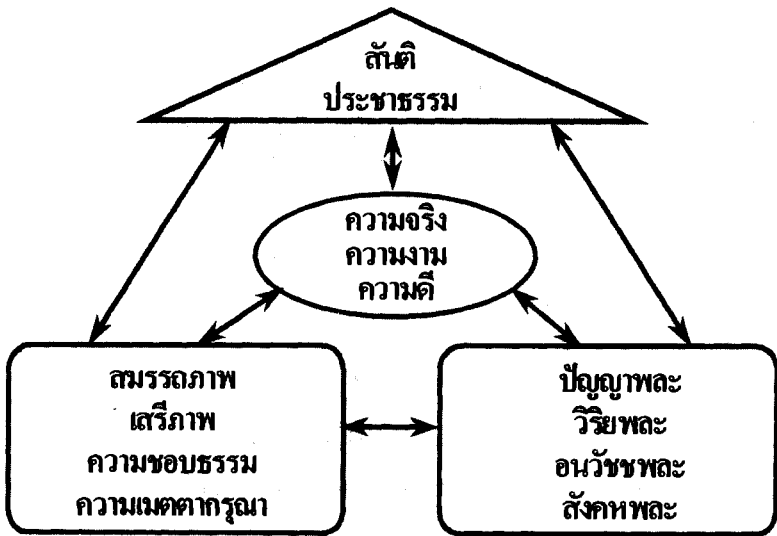 สันติ
ประชาธรรม
ความจริง
ความงาม
ความดี
สมรรถภาพ
เสรีภาพ
ความชอบธรรม
ความเมตตากรุณา
ปัญญาพละ
วิริยพละ
อนวัชชพละ
สังคหพละ